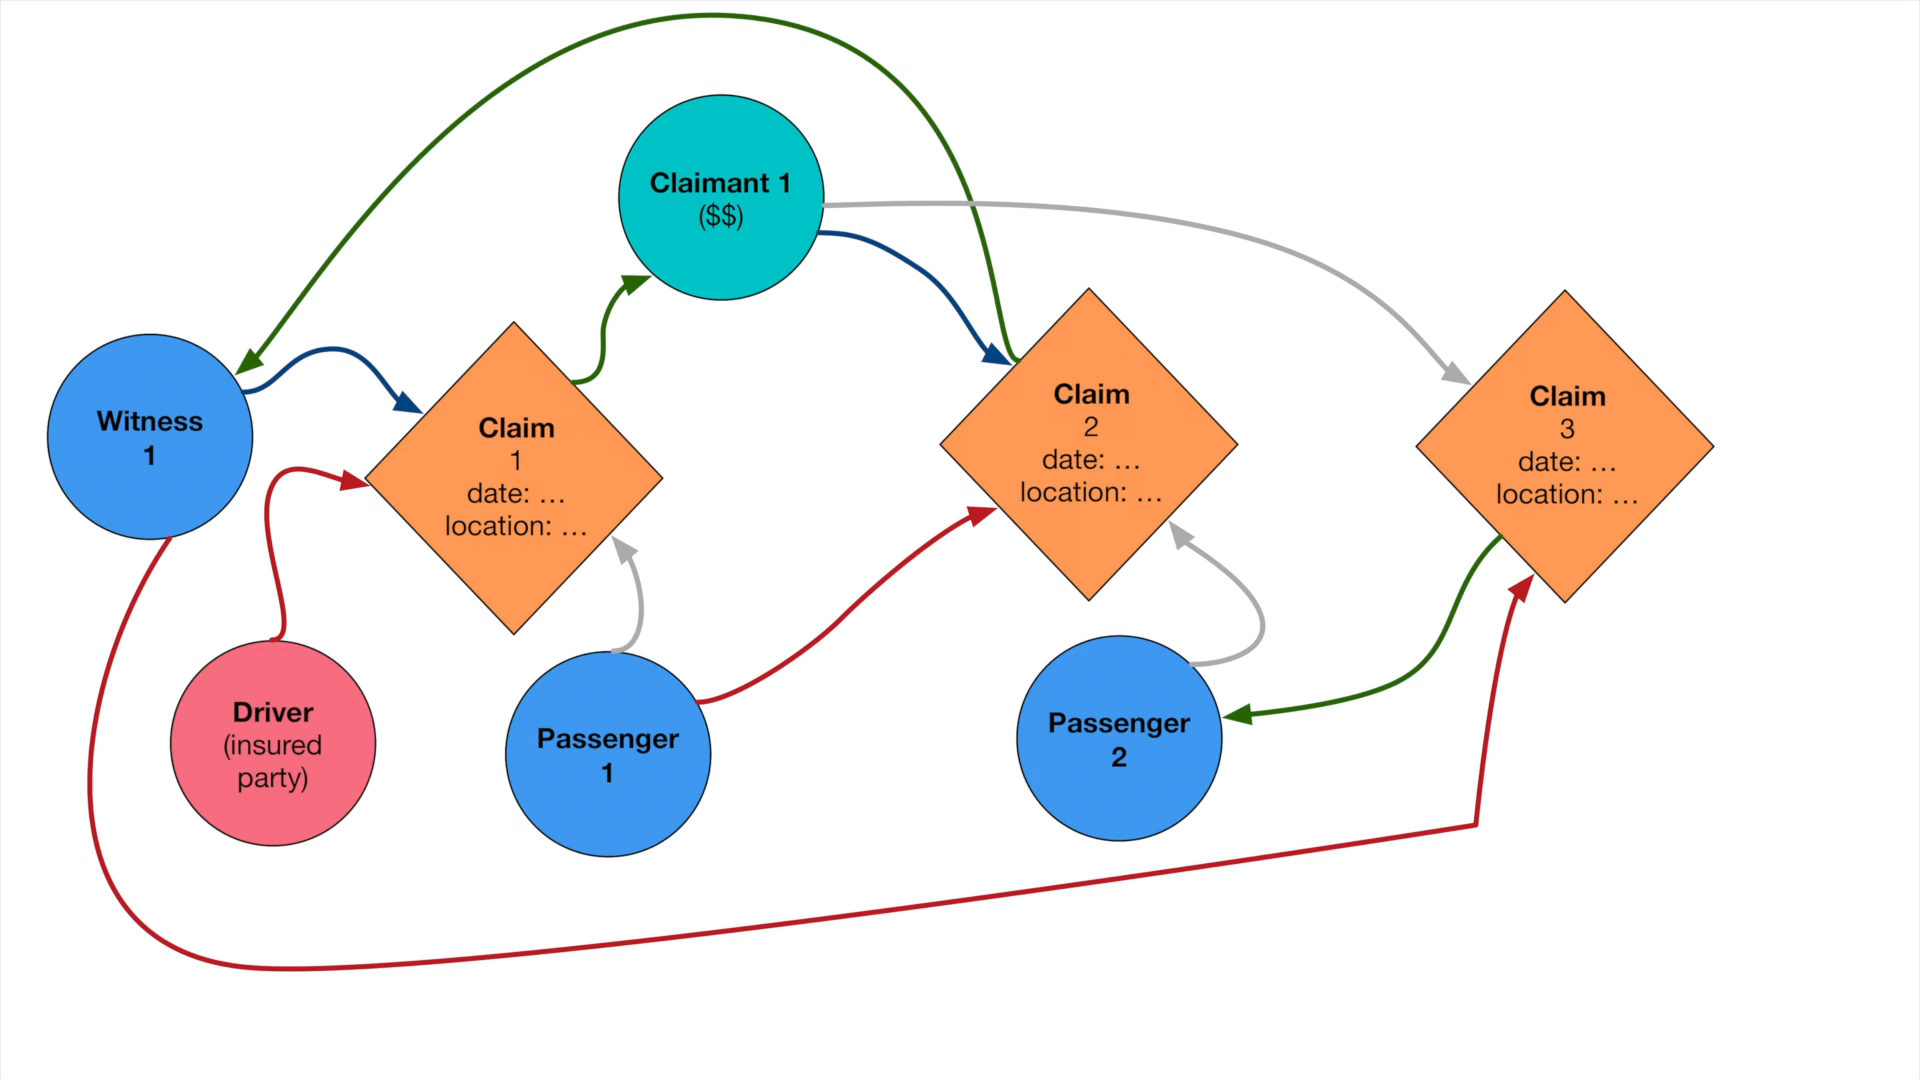 Claimant 1
($$)
Witness
1
Claim
1
date: …
location: …
Claim
2
date: …
location: …
Claim
3
date: …
location: …
Driver
(insured
party)
Passenger
1
Passenger
2